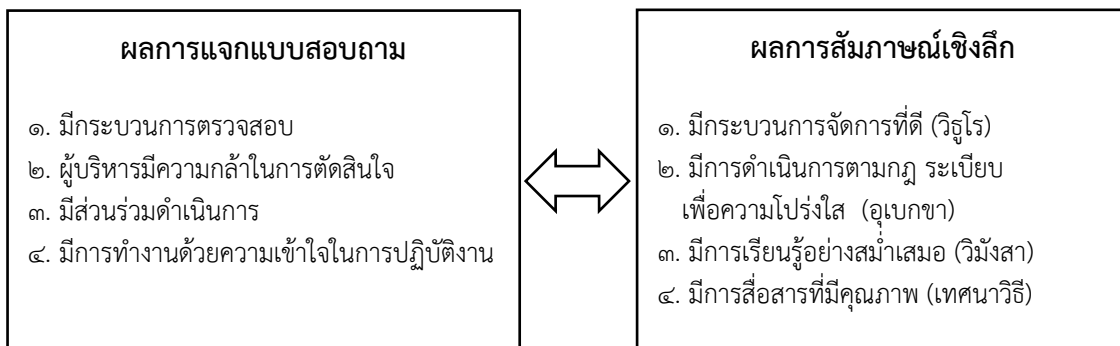 ผลการแจกแบบสอบถาม
๑. มีกระบวนการตรวจสอบ
๒. ผู้บริหารมีความกล้าในการตัดสินใจ
๓. มีส่วนร่วมดำเนินการ
๔. มีการทำงานด้วยความเข้าใจในการปฏิบัติงาน
ผลการสัมภาษณ์เชิงลึก
๑. มีกระบวนการจัดการที่ดี (วิธูโร)
๒. มีการดำเนินการตามกฎ ระเบียบ
เพื่อความโปร่งใส (อุเบกขา)
๓. มีการเรียนรู้อย่างสม่ำเสมอ (วิมังสา)
๔. มีการสื่อสารที่มีคุณภาพ (เทศนาวิธี)